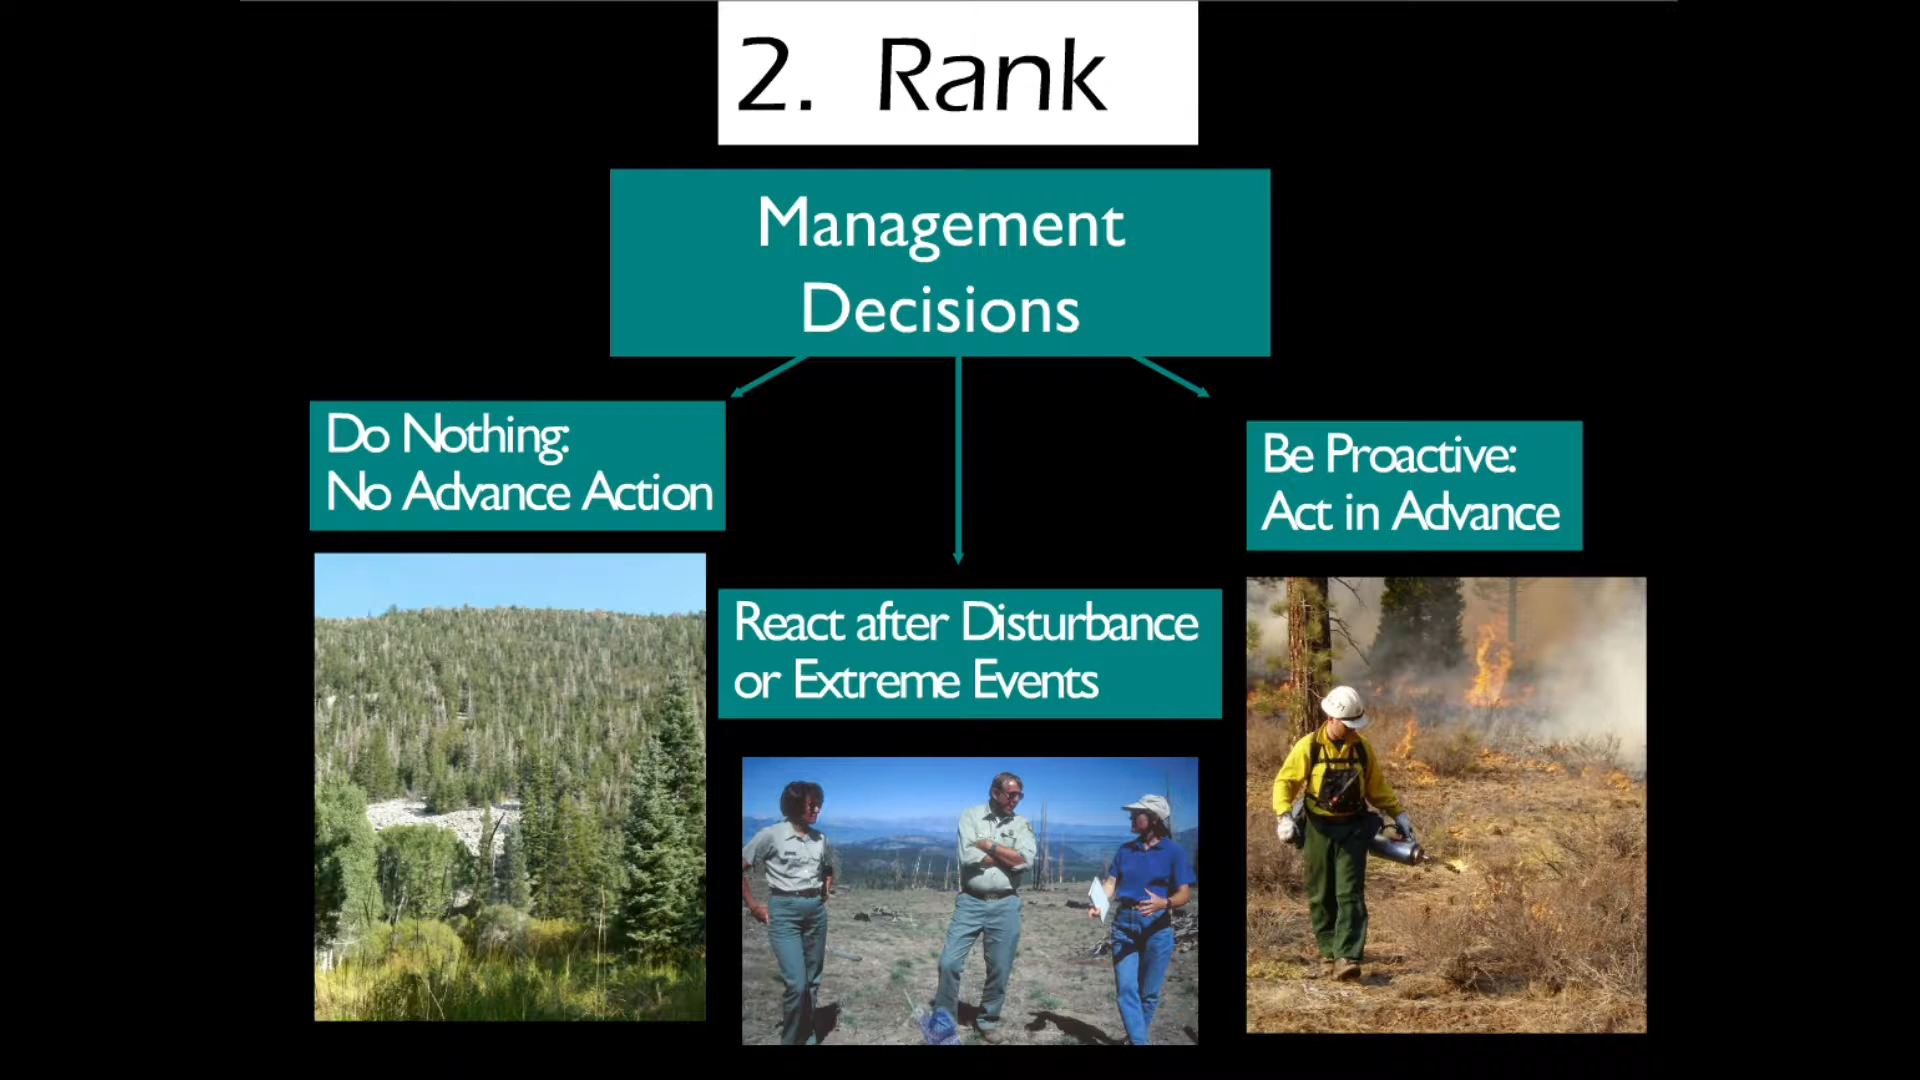 2. Rank
Management
Decisions
Do Nothing:
No Advance Action
Be Proactive:
Act in Advance
React after Disturbance
or Extreme Events